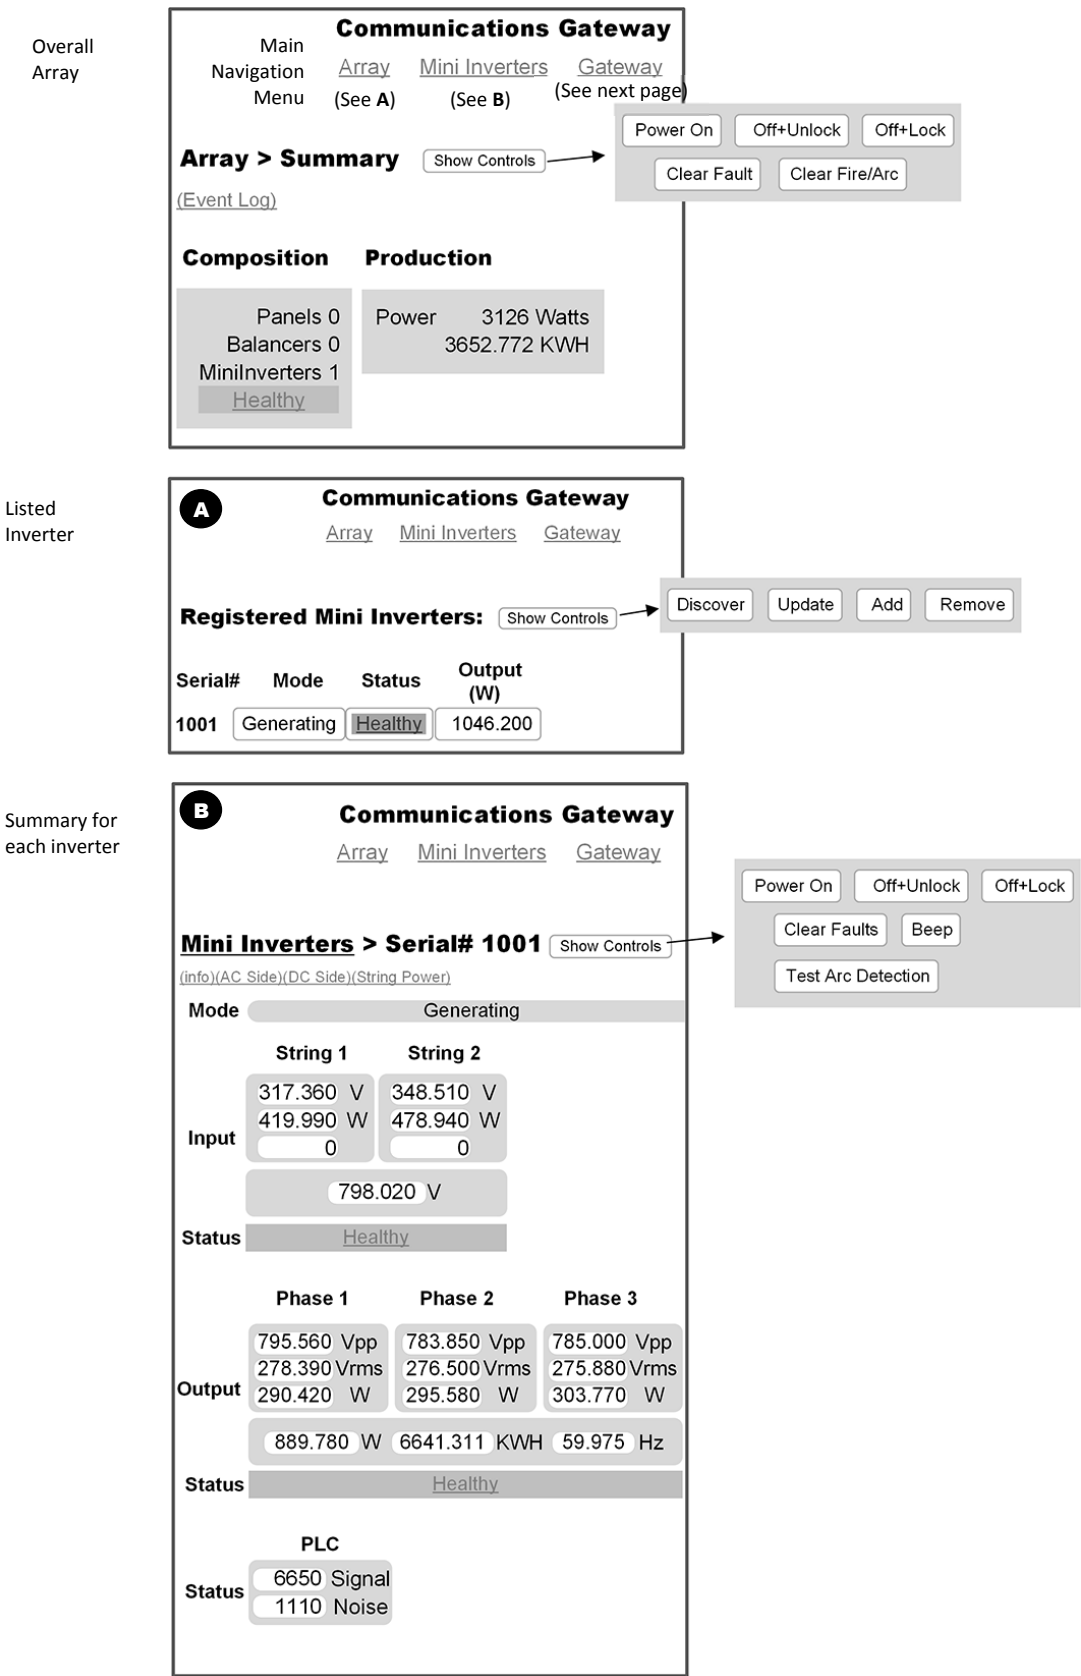 Overall
Array
Main
Navigation
Menu
Communications Gateway
Array Mini Inverters Gateway
(See A) (See B) (See next page)
Array > Summary Show Controls
Power On Off+Unlock Off+Lock
Clear Fault Clear Fire/Arc
(Event Log)
Composition Production
Panels 0
Balancers 0
MiniInverters 1
Healthy
Power 3126 Watts
3652.772 KWH
Listed
Inverter
A
Communications Gateway
Array Mini Inverters Gateway
Registered Mini Inverters: Show Controls
Discover Update Add Remove
Serial# Mode Status Output
(W)
1001 Generating Healthy 1046.200
Summary for
each inverter
B
Communications Gateway
Array Mini Inverters Gateway
Mini Inverters > Serial# 1001 Show Controls
Power On Off+Unlock Off+Lock
Clear Faults Beep
Test Arc Detection
(info)(AC Side)(DC Side)(String Power)
Mode Generating
String 1 String 2
317.360 V 348.510 V
419.990 W 478.940 W
Input 0 0
798.020 V
Status Healthy
Phase 1 Phase 2 Phase 3
795.560 Vpp 783.850 Vpp 785.000 Vpp
278.390 Vrms 276.500 Vrms 275.880 Vrms
Output 290.420 W 295.580 W 303.770 W
889.780 W 6641.311 KWH 59.975 Hz
Status Healthy
PLC
Status 6650 Signal
1110 Noise